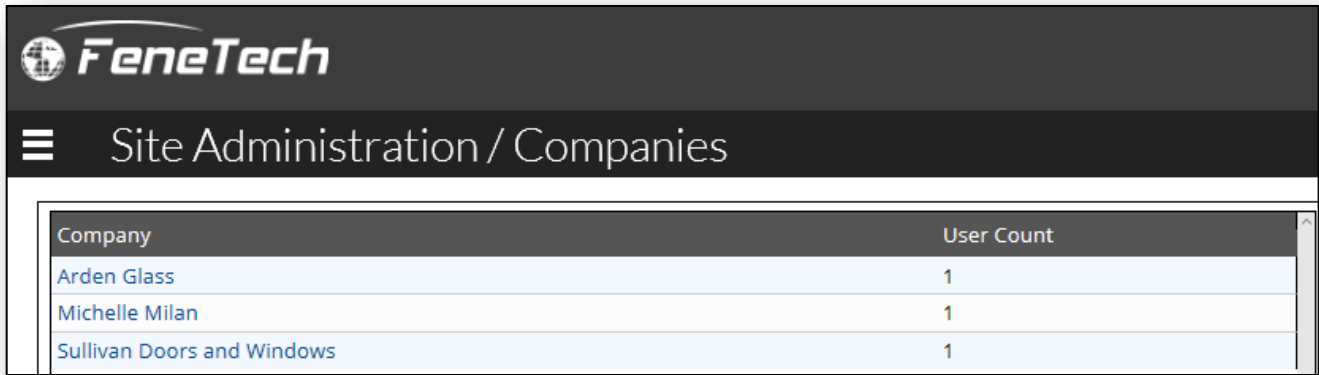 FeneTech
Site Administration / Companies
Company User Count
Arden Glass 1
Michelle Milan 1
Sullivan Doors and Windows 1